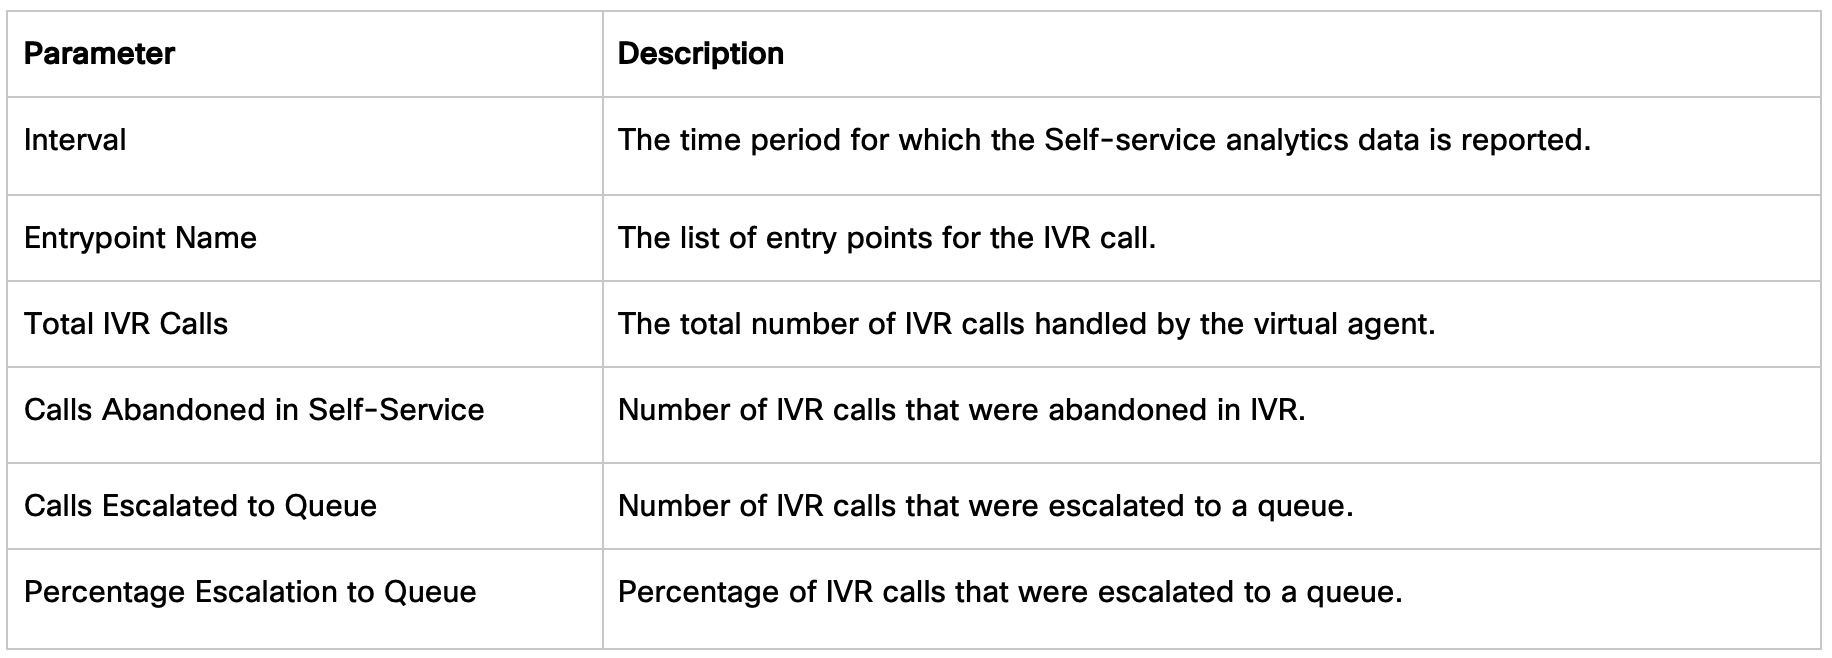 Parameter Description
Interval The time period for which the Self-service analytics data is reported.
Entrypoint Name The list of entry points for the IVR call.
Total IVR Calls The total number of IVR calls handled by the virtual agent.
Calls Abandoned in Self-Service Number of IVR calls that were abandoned in IVR.
Calls Escalated to Queue Number of IVR calls that were escalated to a queue.
Percentage Escalation to Queue Percentage of IVR calls that were escalated to a queue.